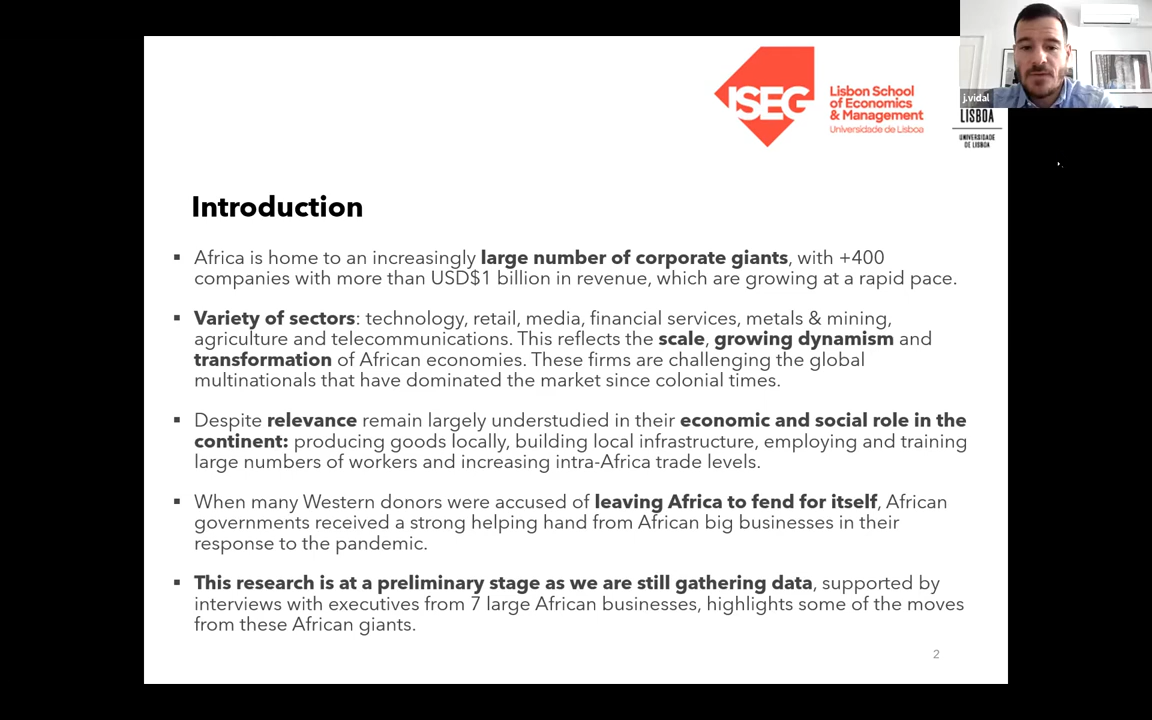 ISEG
Lisbon School
of Economics
& Management
Universidade de Lisboa
j.vidal
LISBOA
UNIVERSIDADE
DE LISBOA
Introduction
▪ Africa is home to an increasingly large number of corporate giants, with +400
companies with more than USD$1 billion in revenue, which are growing at a rapid pace.
▪ Variety of sectors: technology, retail, media, financial services, metals & mining,
agriculture and telecommunications. This reflects the scale, growing dynamism and
transformation of African economies. These firms are challenging the global
multinationals that have dominated the market since colonial times.
▪ Despite relevance remain largely understudied in their economic and social role in the
continent: producing goods locally, building local infrastructure, employing and training
large numbers of workers and increasing intra-Africa trade levels.
▪ When many Western donors were accused of leaving Africa to fend for itself, African
governments received a strong helping hand from African big businesses in their
response to the pandemic.
▪ This research is at a preliminary stage as we are still gathering data, supported by
interviews with executives from 7 large African businesses, highlights some of the moves
from these African giants.
2